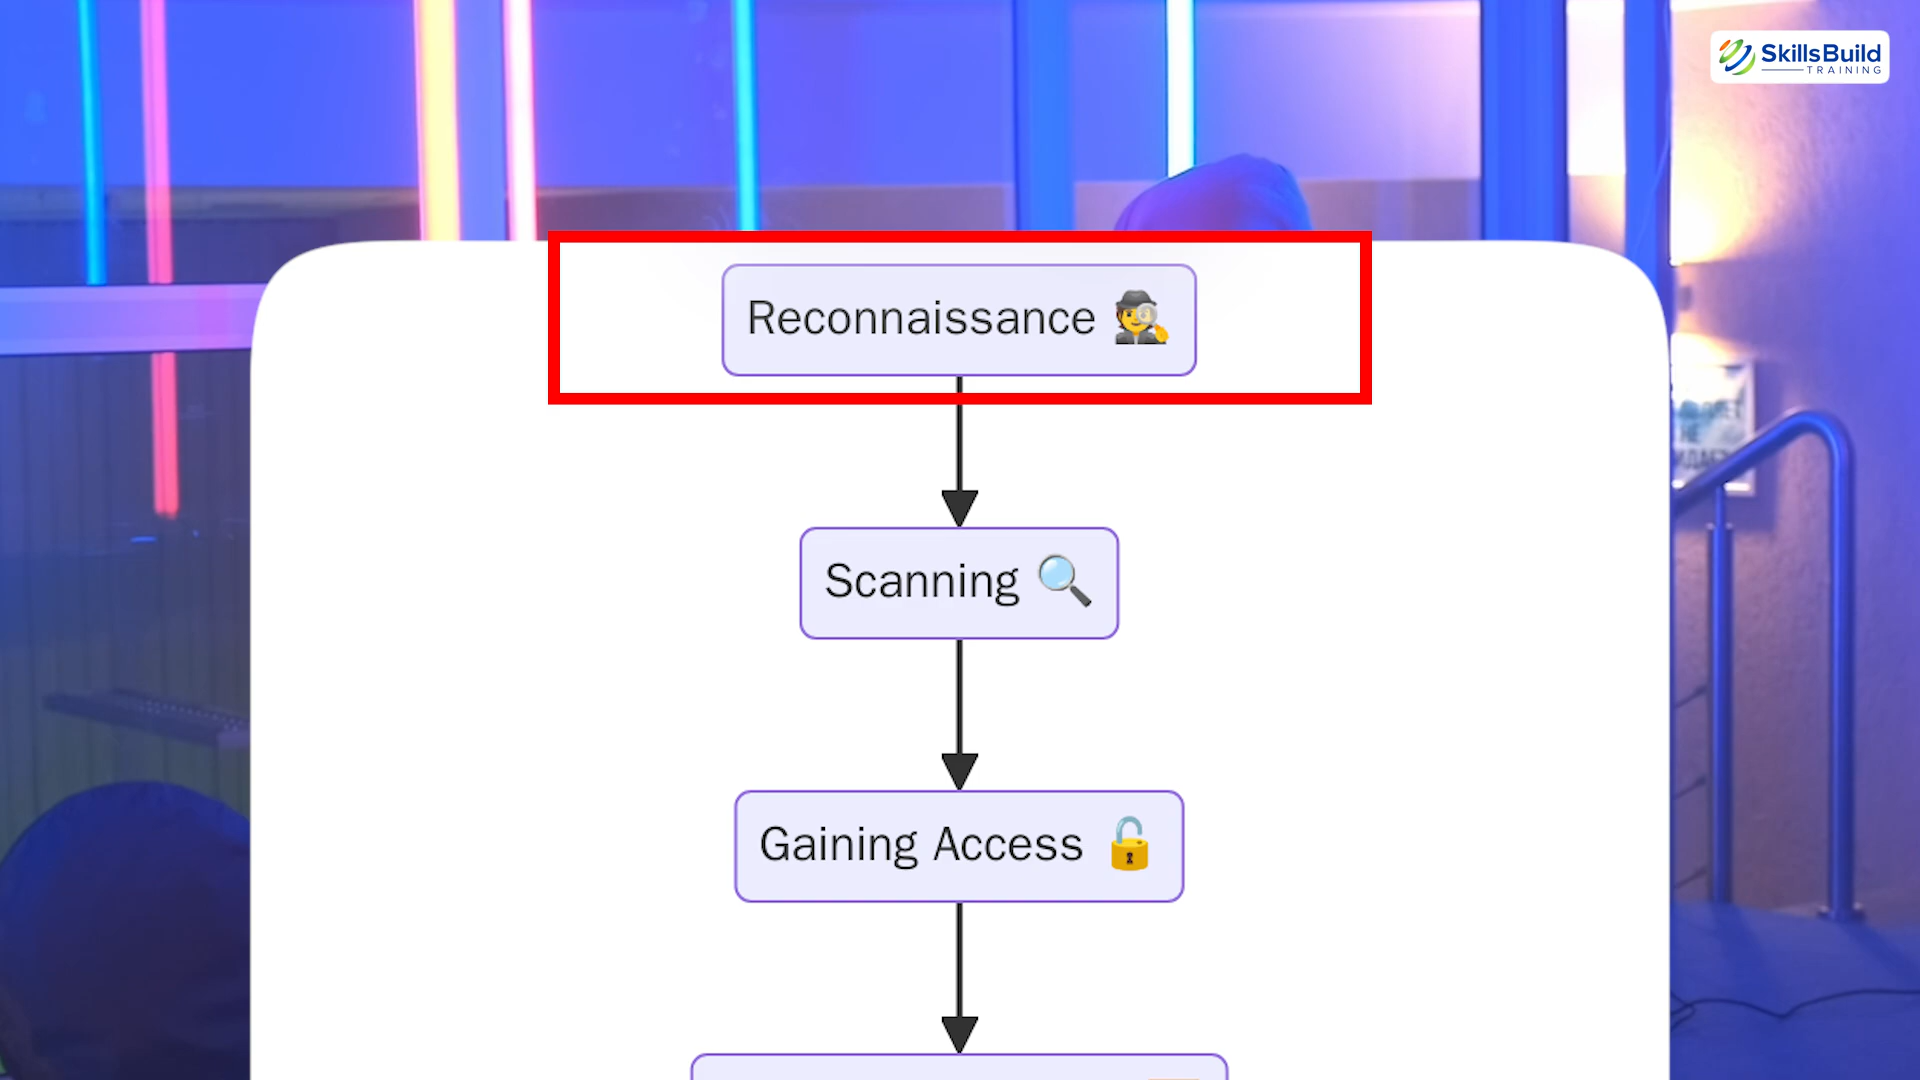 SkillsBuild
TRAINING
Reconnaissance
Scanning
Gaining Access